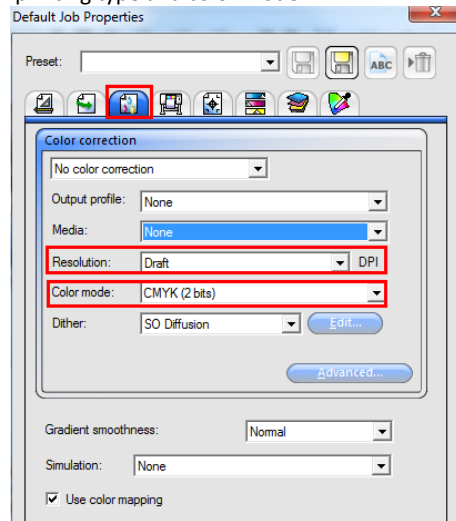 Default Job Properties
Preset:
ABC
Color correction
No color correction
Output profile: None
Media: None
Resolution: Draft DPI
Color mode: CMYK (2 bits)
Dither: SO Diffusion Edit...
Advanced...
Gradient smoothness: Normal
Simulation: None
Use color mapping